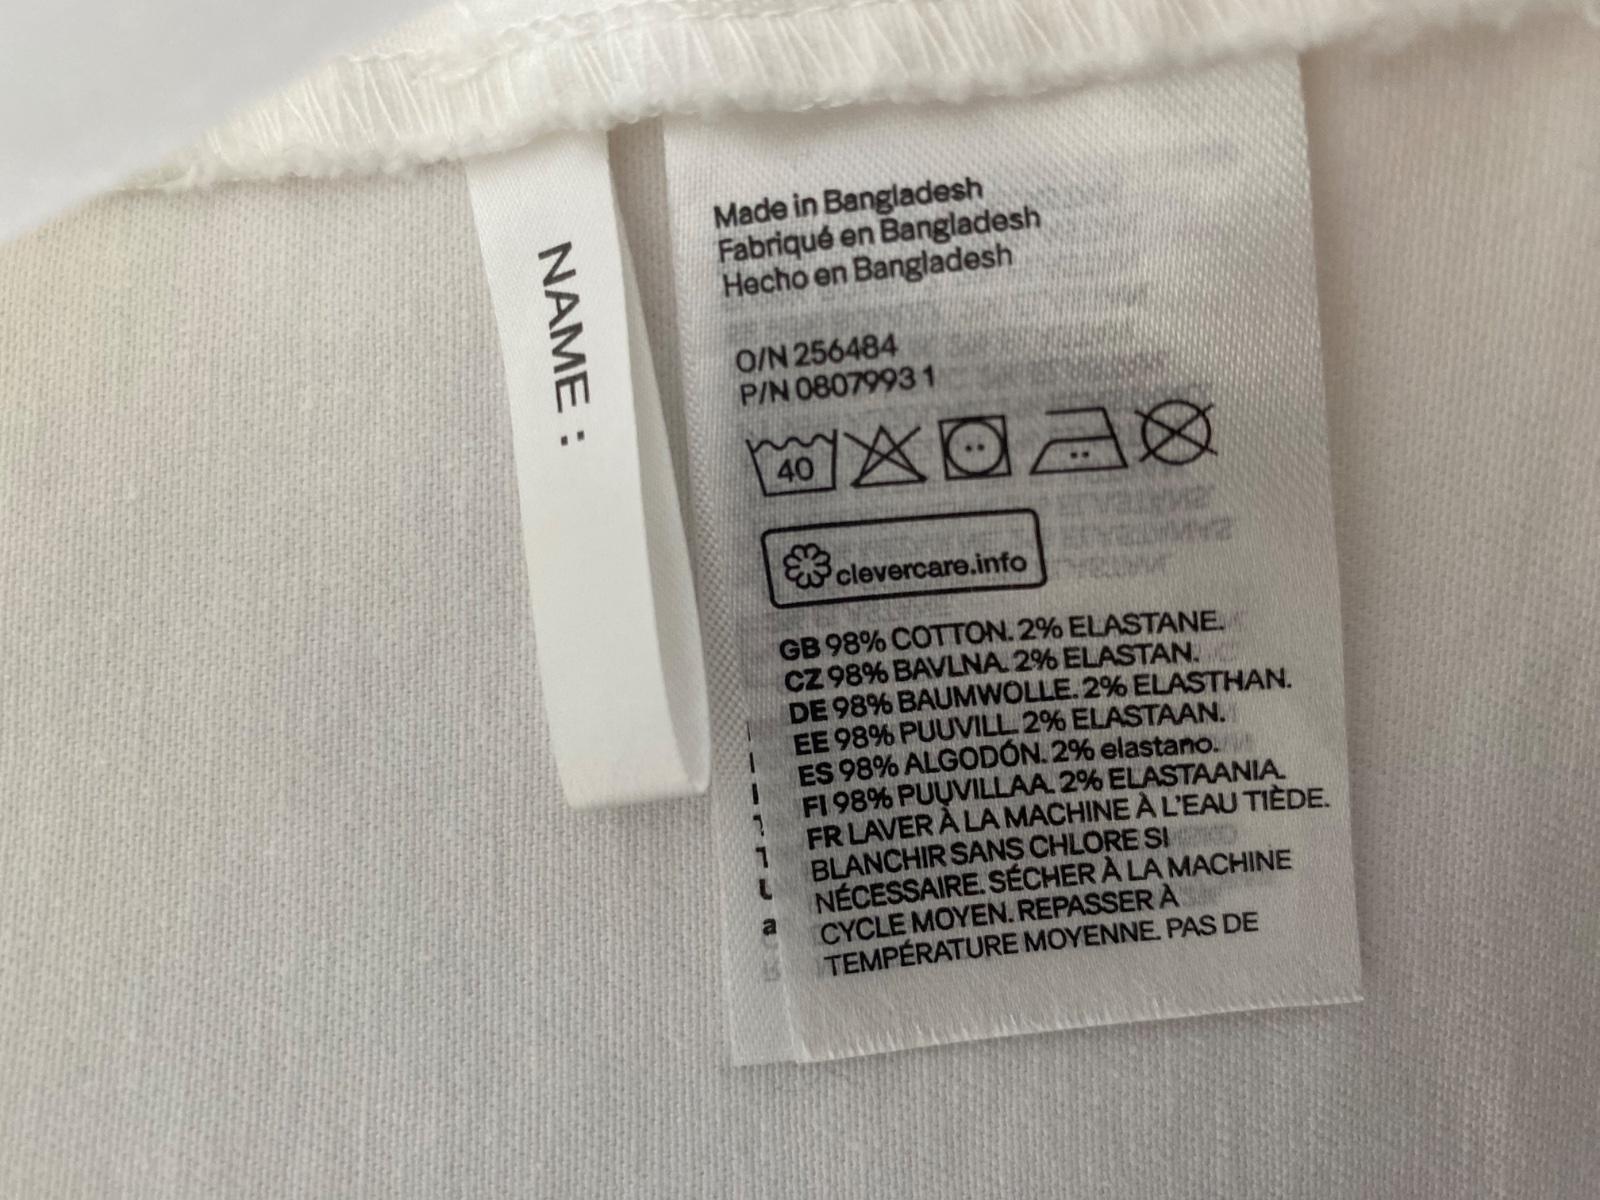 NAME :
Made in Bangladesh
Fabriqué en Bangladesh
Hecho en Bangladesh
O/N 256484
P/N 0807993 1
40
clevercare.info
GB 98% COTTON. 2% ELASTANE.
CZ 98% BAVLNA. 2% ELASTAN.
DE 98% BAUMWOLLE. 2% ELASTHAN.
EE 98% PUUVILL. 2% ELASTAAN.
ES 98% ALGODÓN. 2% elastano.
FI 98% PUUVILLAA. 2% ELASTAANIA.
FR LAVER À LA MACHINE À L'EAU TIÈDE.
BLANCHIR SANS CHLORE SI
NÉCESSAIRE. SÉCHER À LA MACHINE
CYCLE MOYEN. REPASSER À
TEMPÉRATURE MOYENNE. PAS DE